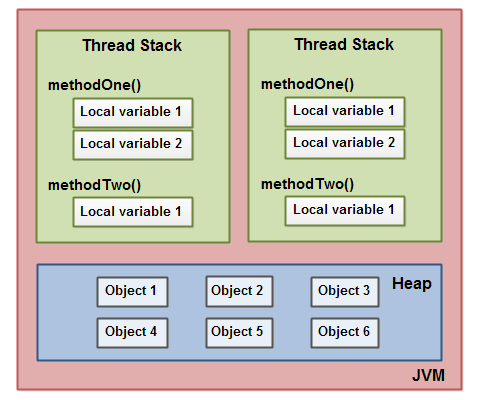 Thread Stack
methodOne()
Local variable 1
Local variable 2
methodTwo()
Local variable 1
Thread Stack
methodOne()
Local variable 1
Local variable 2
methodTwo()
Local variable 1
Heap
Object 1
Object 2
Object 3
Object 4
Object 5
Object 6
JVM